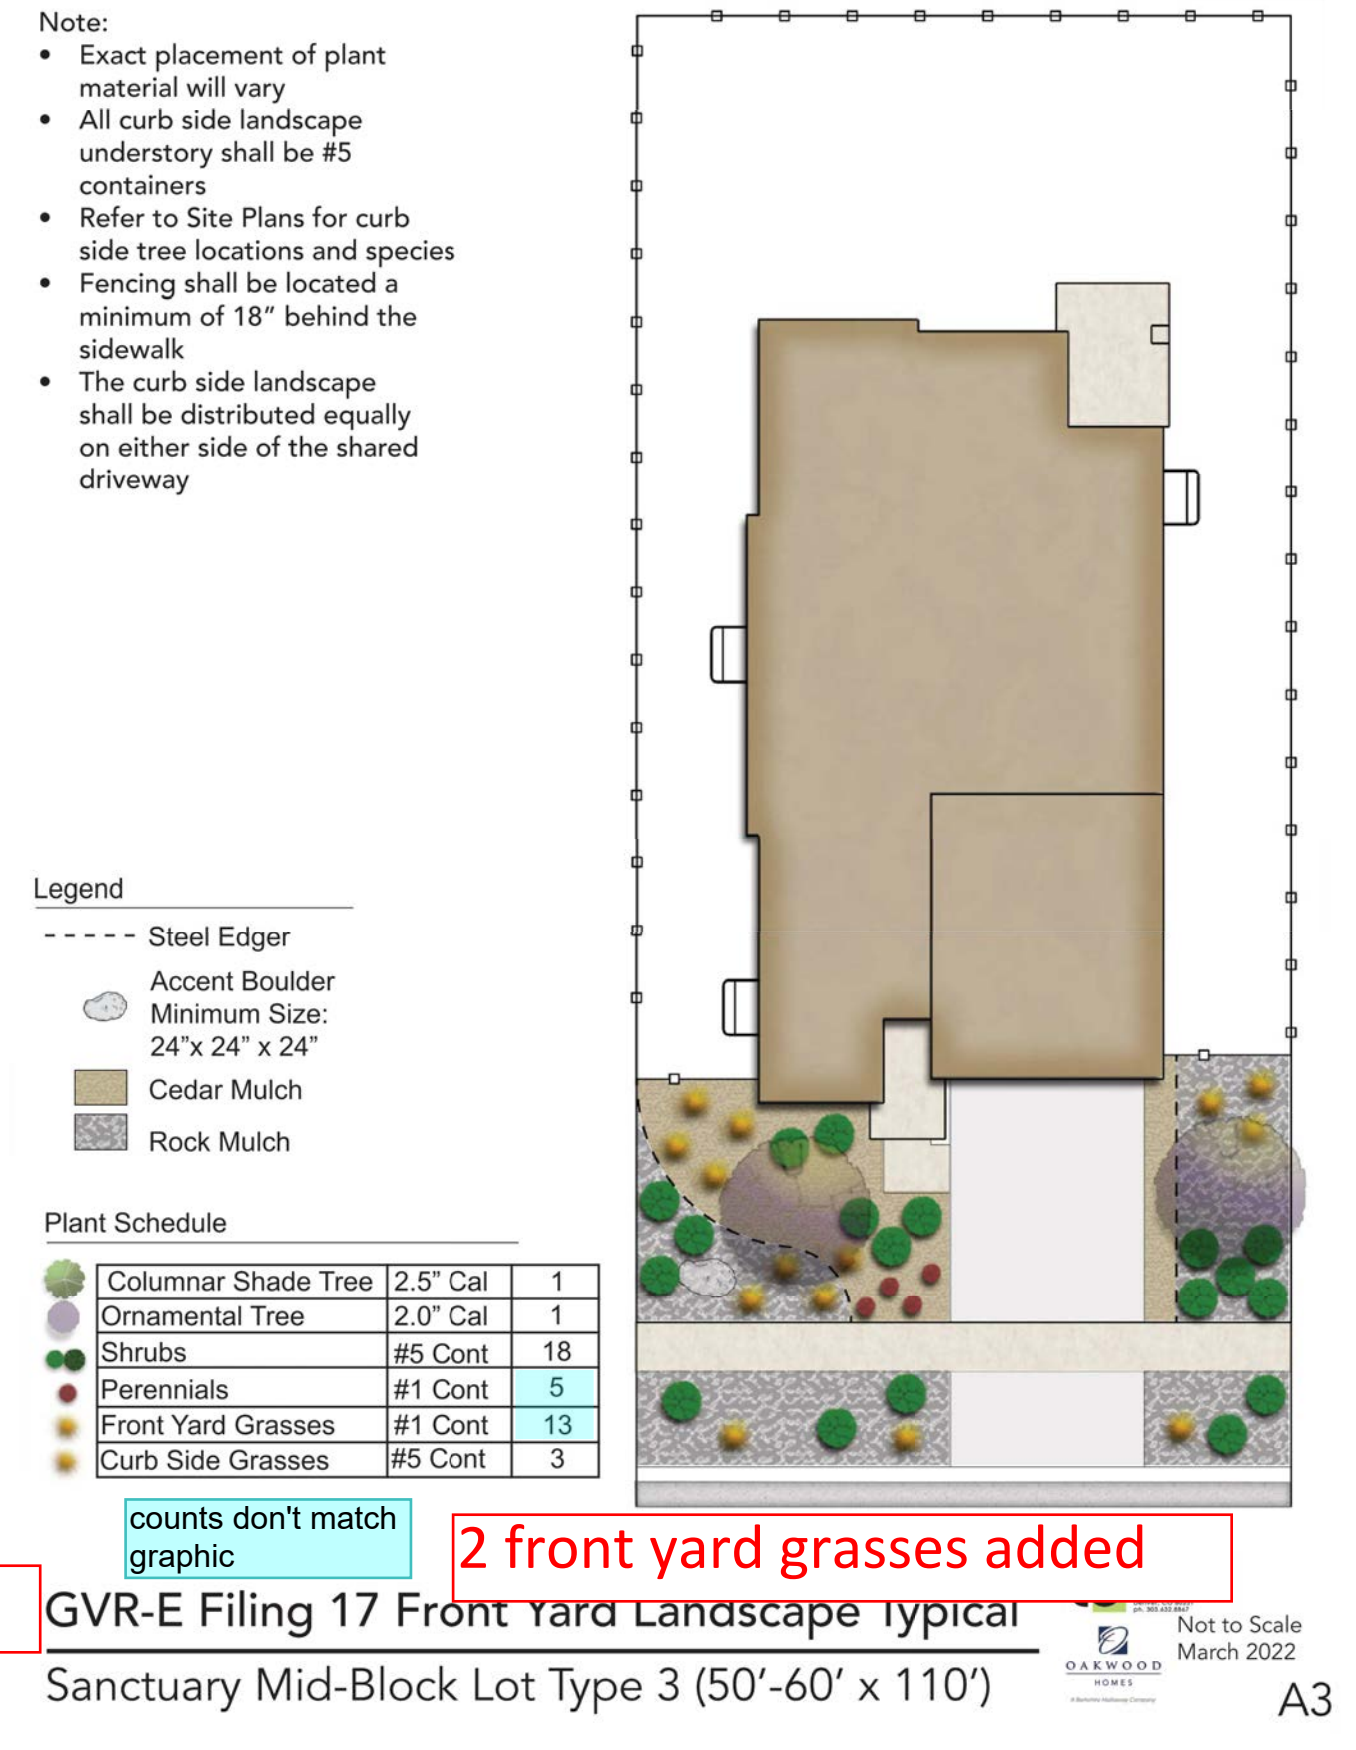 Note:
• Exact placement of plant
material will vary
• All curb side landscape
understory shall be #5
containers
• Refer to Site Plans for curb
side tree locations and species
• Fencing shall be located a
minimum of 18" behind the
sidewalk
• The curb side landscape
shall be distributed equally
on either side of the shared
driveway
Legend
Steel Edger
Accent Boulder
Minimum Size:
24”x 24” x 24”
Cedar Mulch
Rock Mulch
Plant Schedule
Columnar Shade Tree 2.5” Cal 1
Ornamental Tree 2.0” Cal 1
Shrubs #5 Cont 18
Perennials #1 Cont 5
Front Yard Grasses #1 Cont 13
Curb Side Grasses #5 Cont 3
counts don't match
graphic
2 front yard grasses added
GVR-E Filing 17 Front Yard Landscape Typical
Sanctuary Mid-Block Lot Type 3 (50'-60' x 110')
ph. 303.632.8867
Not to Scale
March 2022
OAKWOOD
HOMES
A Berkshire Hathaway Company
A3